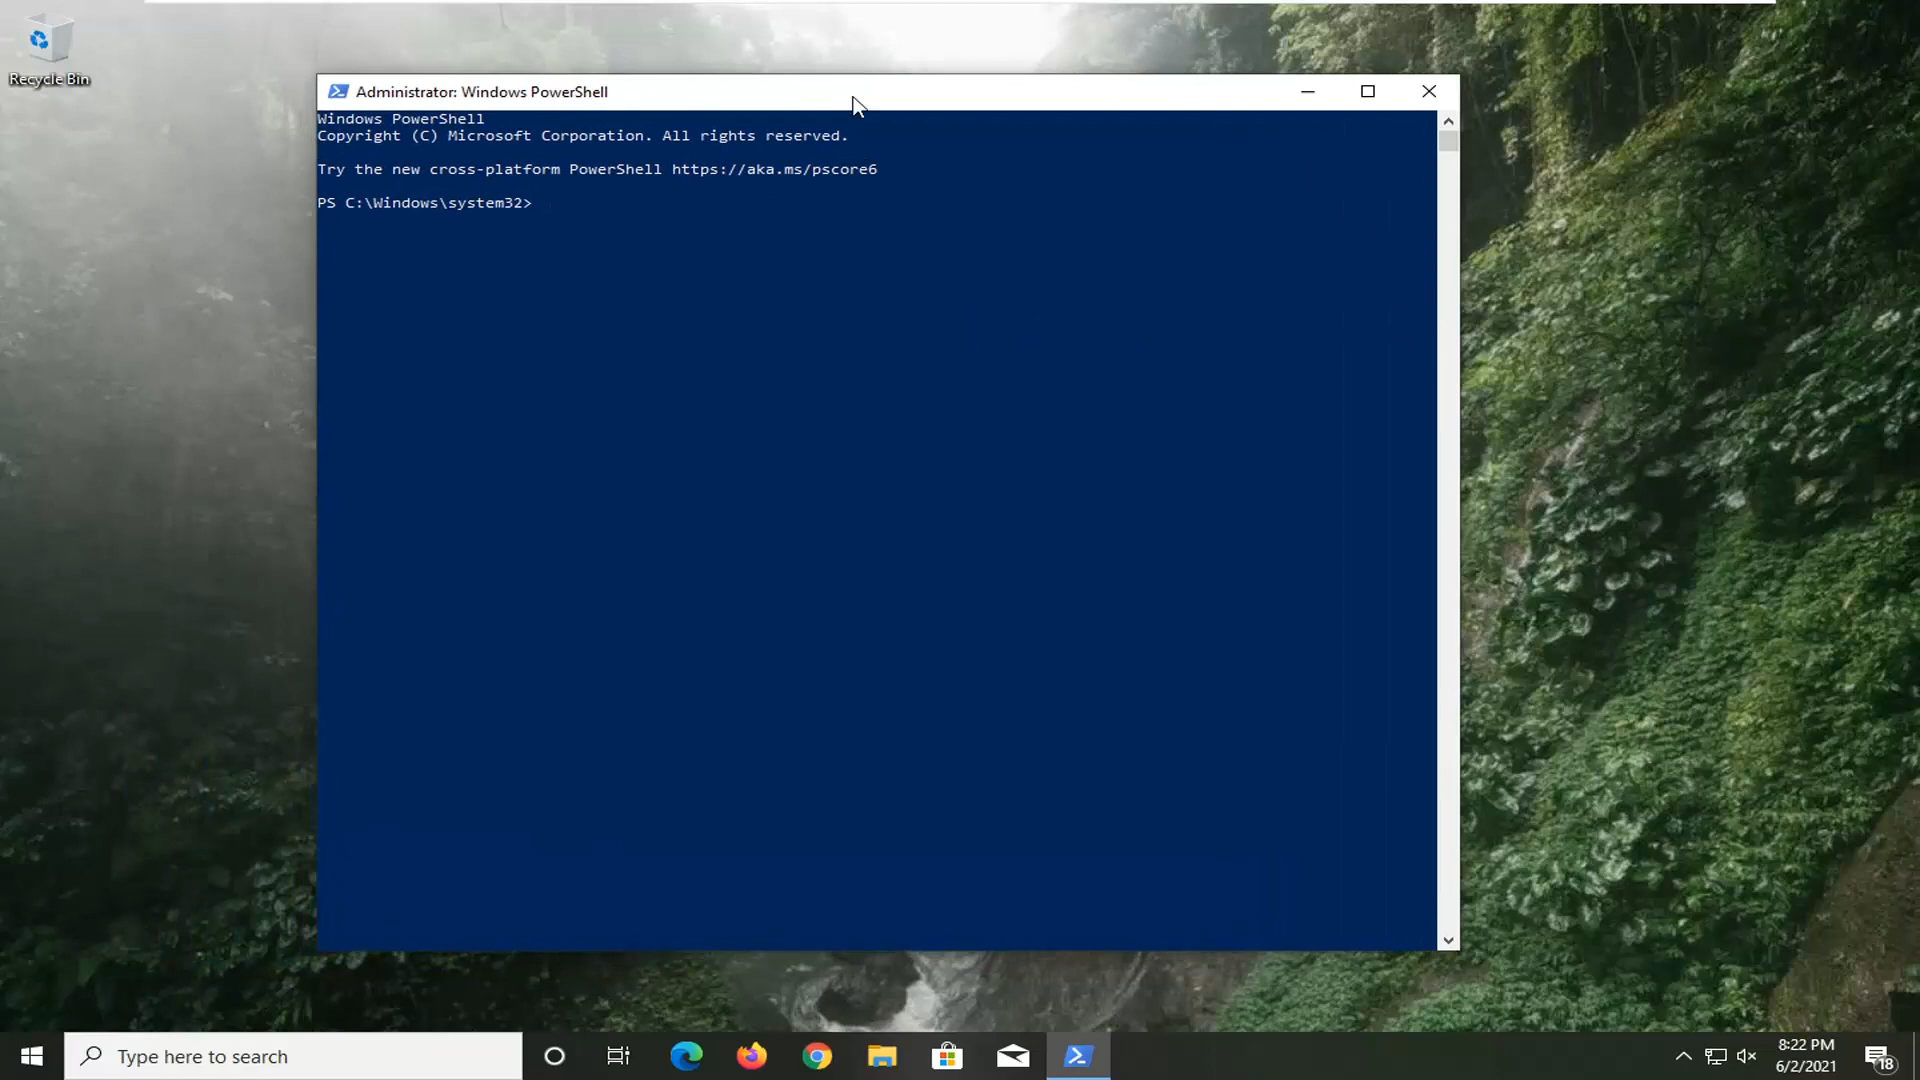 Recycle Bin
Administrator: Windows PowerShell
Windows PowerShell
Copyright (C) Microsoft Corporation. All rights reserved.
Try the new cross-platform PowerShell https://aka.ms/pscore6
PS C:\Windows\system32>
Type here to search
8:22 PM
6/2/2021
18